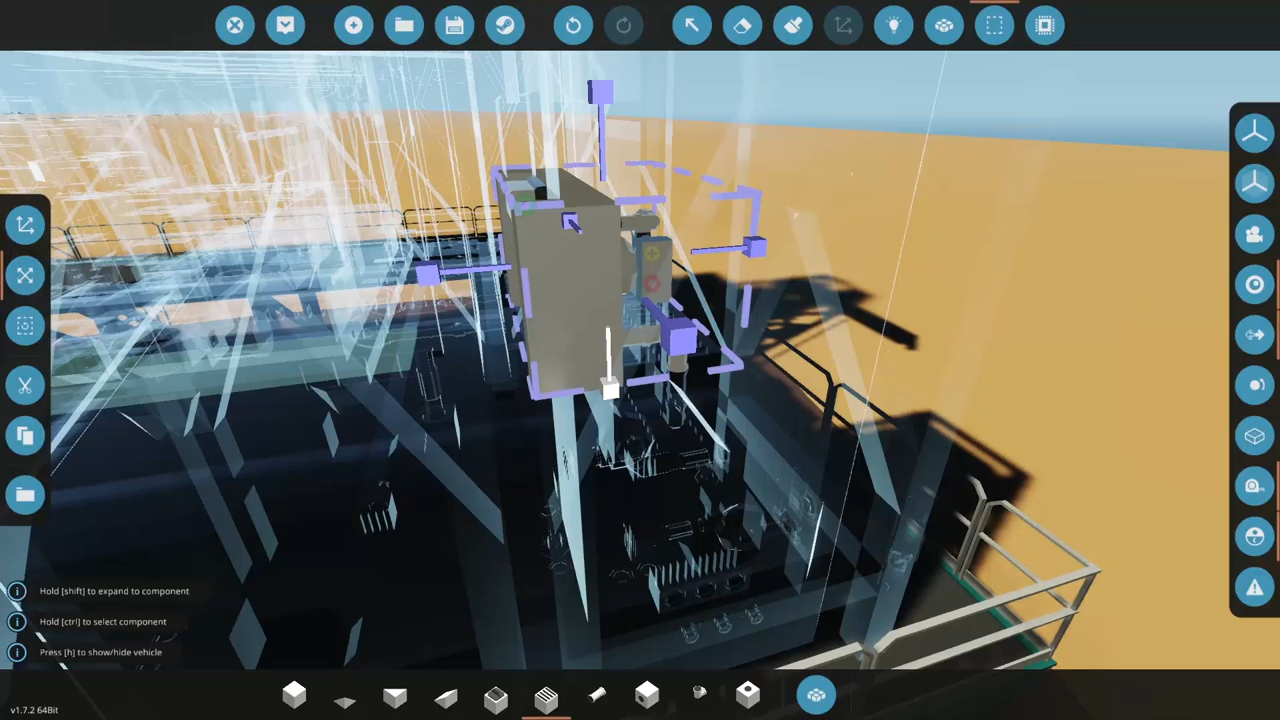 Hold [shift] to expand to component
Hold [ctrl] to select component
Press [h] to show/hide vehicle
v1.7.2 64Bit